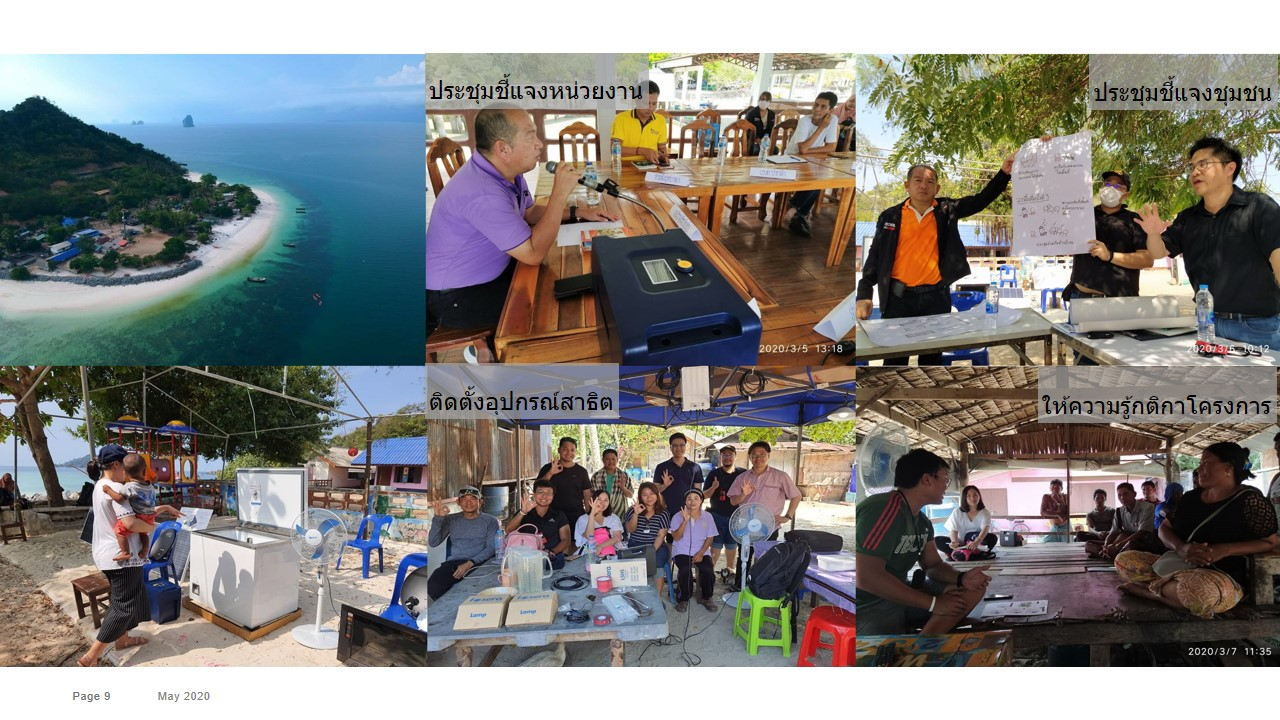 ประชุมชี้แจงหน่วยงาน
ประชุมชี้แจงชุมชน
2020/3/5 13:18
2020/3/6 10:12
ติดตั้งอุปกรณ์สาธิต
ให้ความรู้กติกาโครงการ
Lamp
Lamp
2020/3/7 11:35
Page 9
May 2020